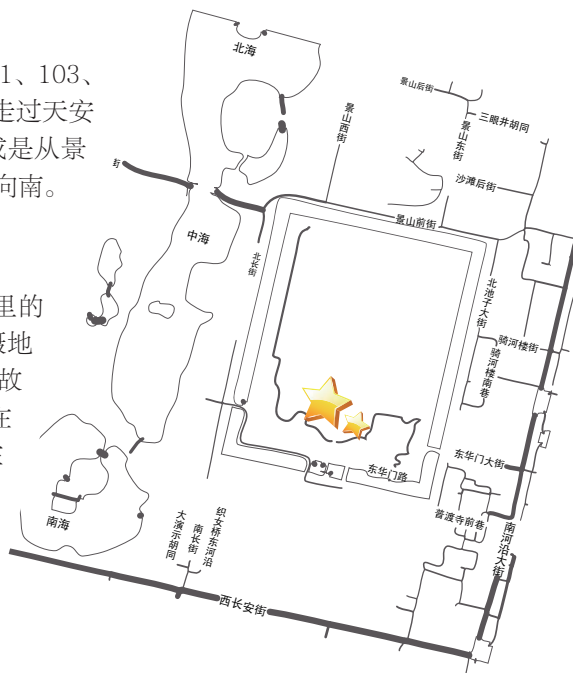 1、103、
走过天安
或是从景
向南。
里的
故
北海
景山后街
三眼井胡同
景山西街
景山东街
沙滩后街
街
景山前街
中海
北长街
北池子大街
骑河楼街
骑河楼南巷
东华门大街
东华门路
普渡寺前巷
南河沿大街
南海
织女桥东河沿
南长街
大演示胡同
西长安街